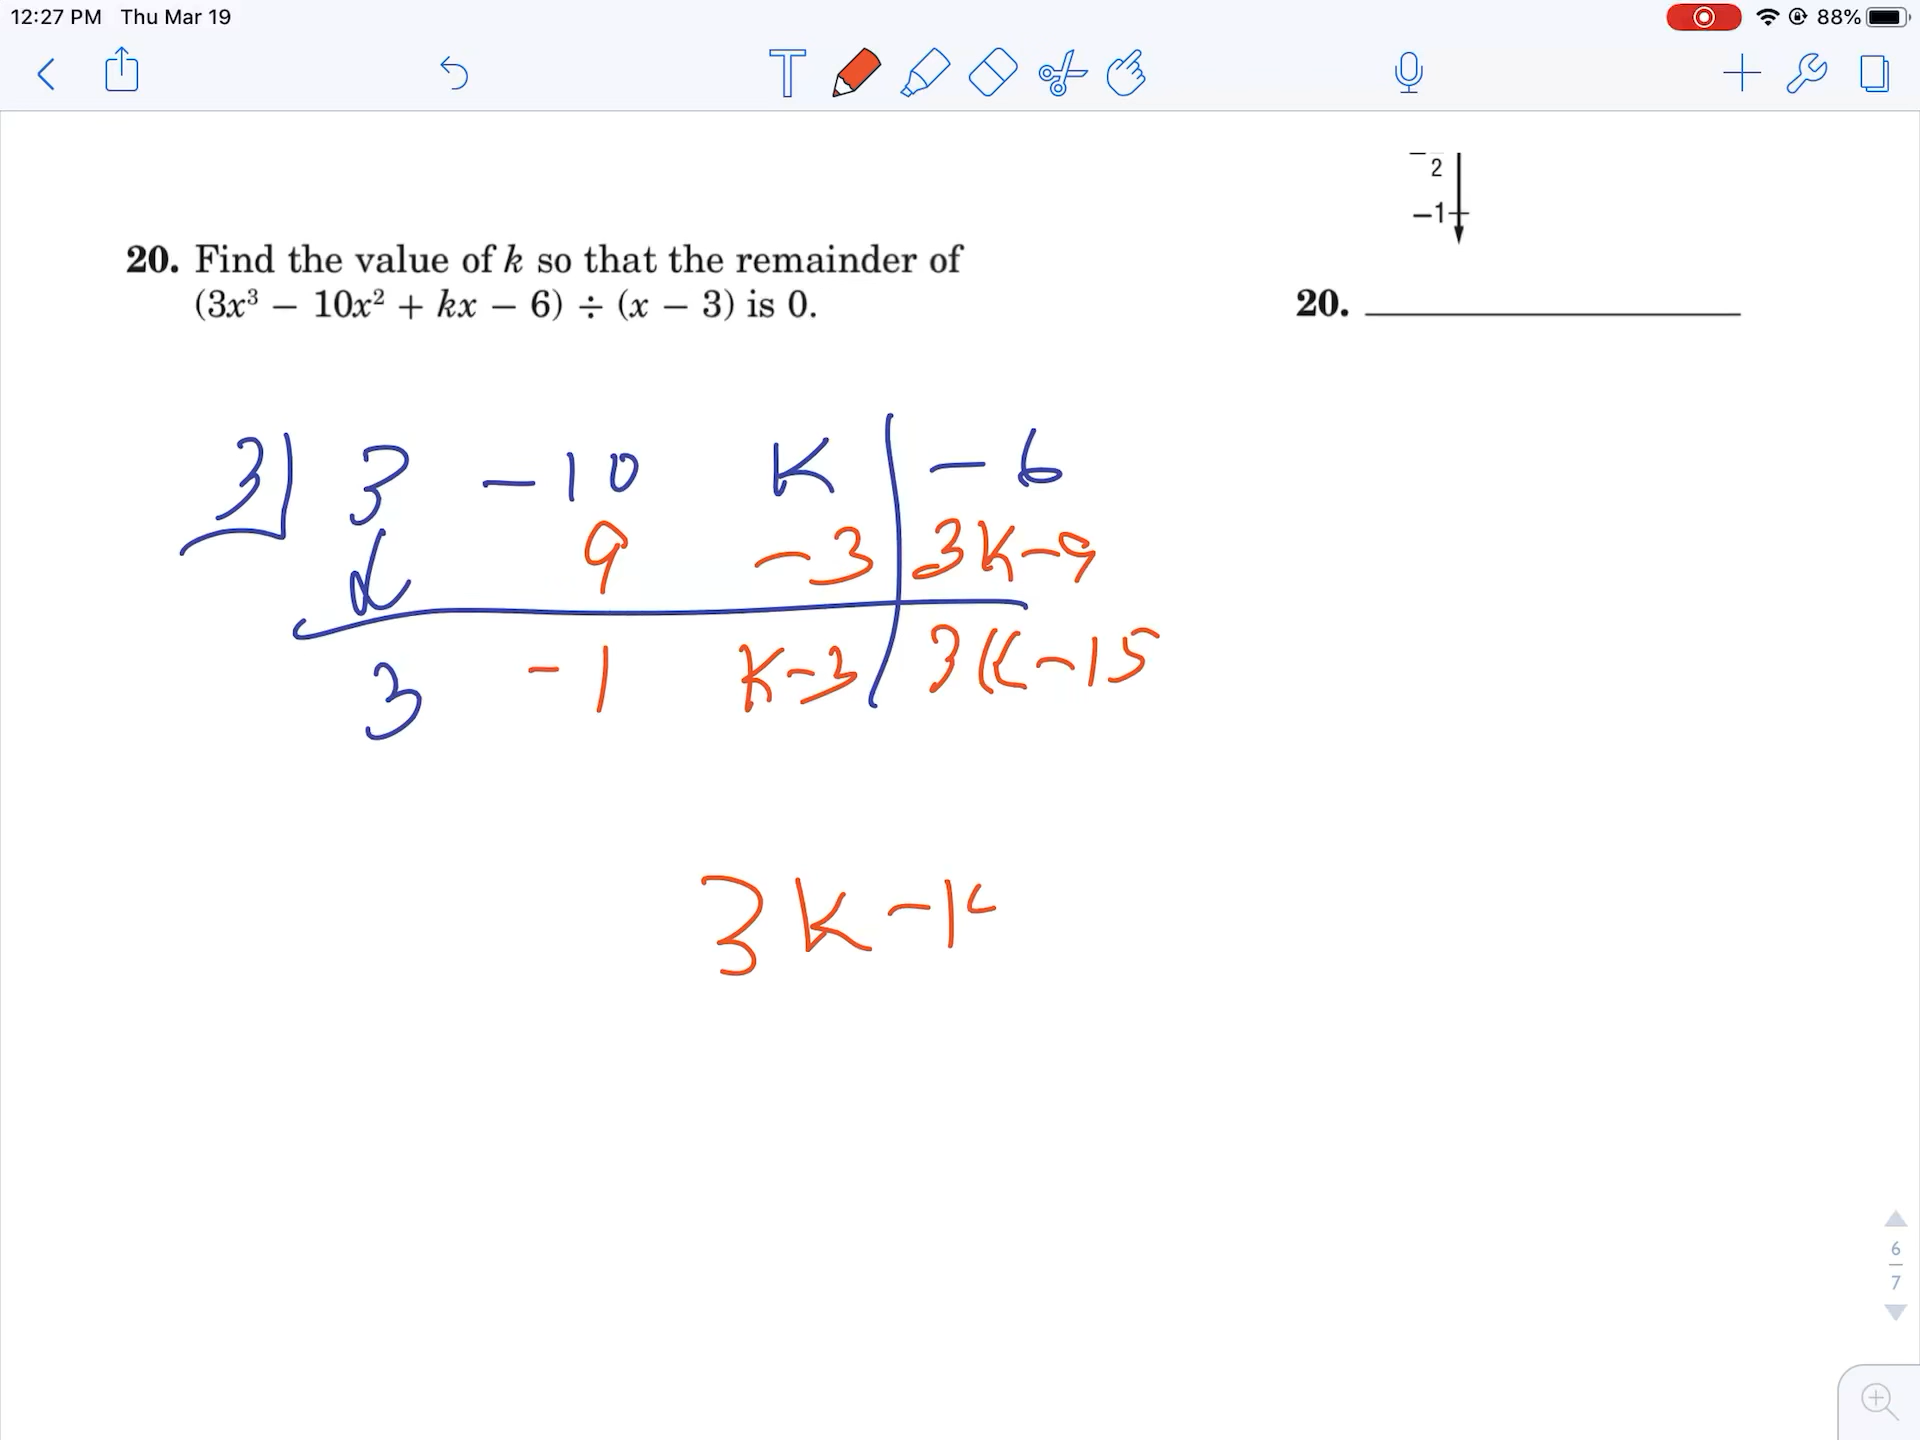 12:27 PM Thu Mar 19
88%
T
2
-1
20. Find the value of k so that the remainder of
(3x³ − 10x² + kx − 6) ÷ (x − 3) is 0.
20.
3 3 -10 K -6
9 -3 3K-9
3 -1 K-3 3K-15
3K-1
6
7